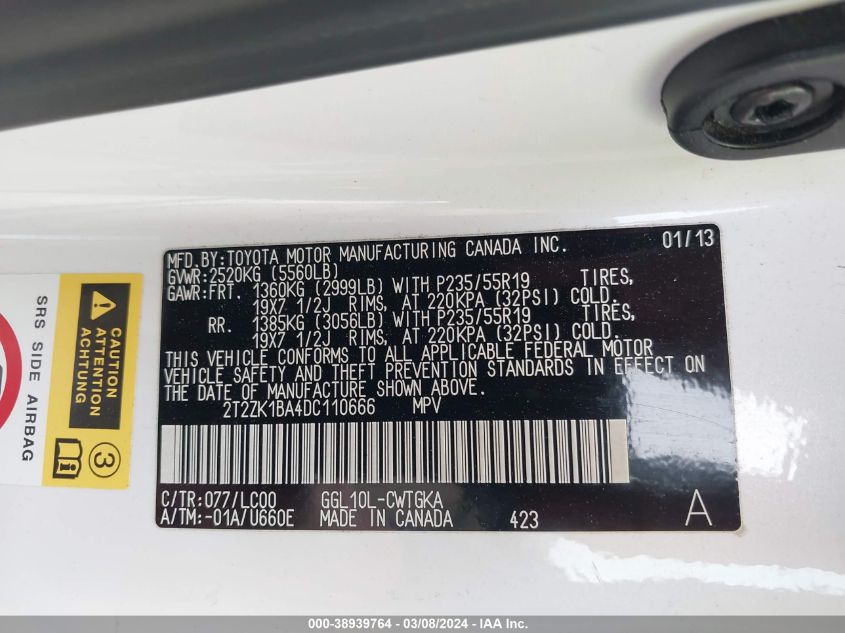 MFD.BY:TOYOTA MOTOR MANUFACTURING CANADA INC. 01/13
GVWR:2520KG (5560LB)
GAWR:FRT. 1360KG (2999LB) WITH P235/55R19 TIRES,
19X7 1/2J RIMS, AT 220KPA (32PSI) COLD.
RR. 1385KG (3056LB) WITH P235/55R19 TIRES,
19X7 1/2J RIMS, AT 220KPA (32PSI) COLD.
THIS VEHICLE CONFORMS TO ALL APPLICABLE FEDERAL MOTOR
VEHICLE SAFETY AND THEFT PREVENTION STANDARDS IN EFFECT ON
THE DATE OF MANUFACTURE SHOWN ABOVE.
2T2ZK1BA4DC110666 MPV
C/TR:077/LC00 GGL10L-CWTGKA
A/TM:-01A/U660E MADE IN CANADA 423 A
SRS SIDE AIRBAG
CAUTION
ATTENTION
ACHTUNG
i
3
000-38939764 - 03/08/2024 - IAA Inc.